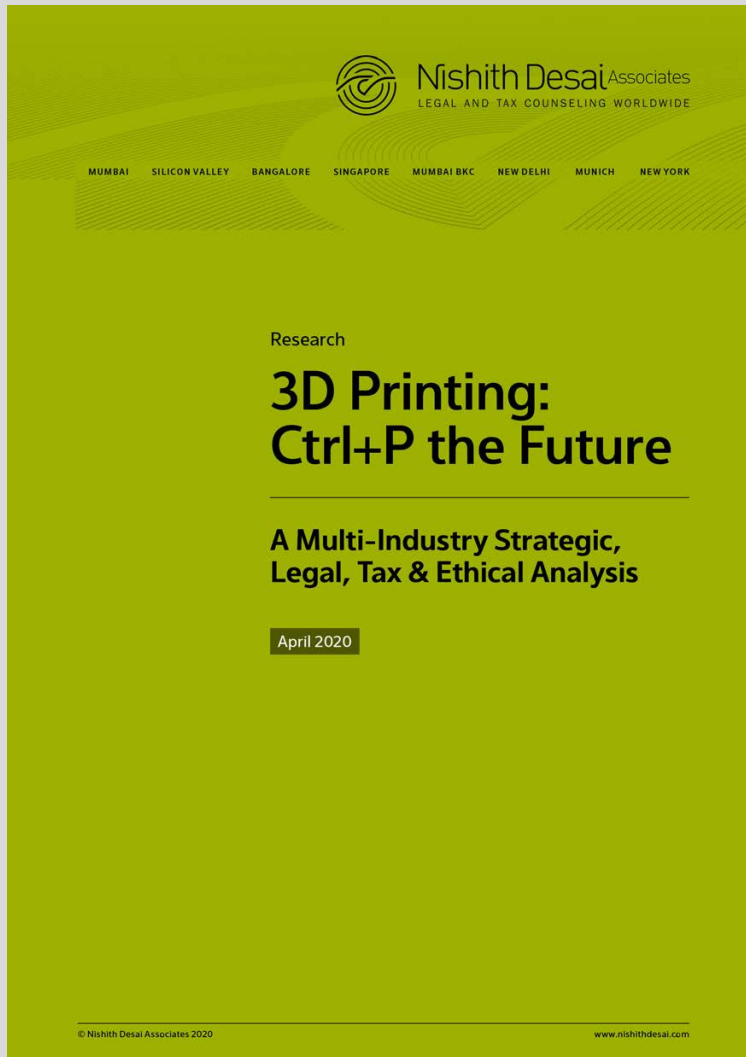 Nishith Desai Associates
LEGAL AND TAX COUNSELING WORLDWIDE
MUMBAI SILICON VALLEY BANGALORE SINGAPORE MUMBAI BKC NEW DELHI MUNICH NEW YORK
Research
3D Printing:
Ctrl+P the Future
A Multi-Industry Strategic,
Legal, Tax & Ethical Analysis
April 2020
© Nishith Desai Associates 2020 www.nishithdesai.com